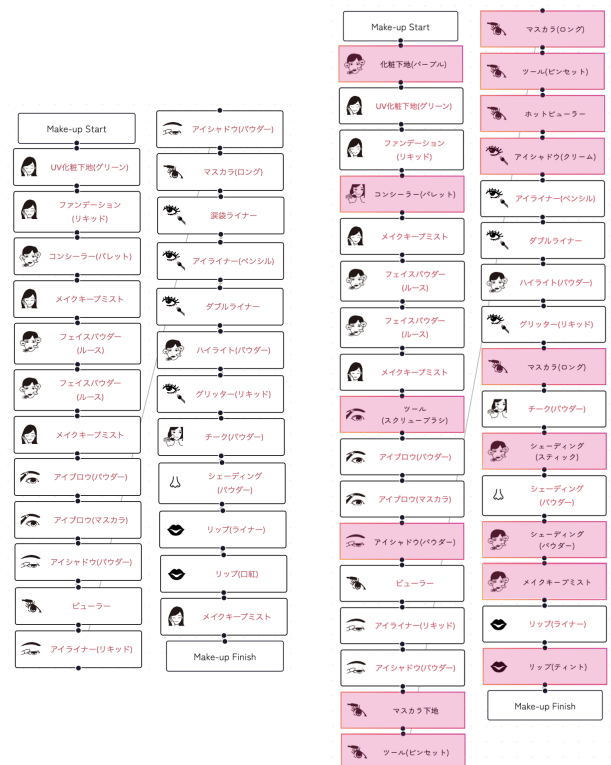 Make-up Start
UV化粧下地(グリーン)
ファンデーション
(リキッド)
コンシーラー(パレット)
メイクキープミスト
フェイスパウダー
(ルース)
フェイスパウダー
(ルース)
メイクキープミスト
アイブロウ(パウダー)
アイブロウ(マスカラ)
アイシャドウ(パウダー)
ビューラー
アイライナー(リキッド)
アイシャドウ(パウダー)
マスカラ(ロング)
涙袋ライナー
アイライナー(ペンシル)
ダブルライナー
ハイライト(パウダー)
グリッター(リキッド)
チーク(パウダー)
シェーディング
(パウダー)
リップ(ライナー)
リップ(口紅)
メイクキープミスト
Make-up Finish
Make-up Start
化粧下地(パープル)
UV化粧下地(グリーン)
ファンデーション
(リキッド)
コンシーラー(パレット)
メイクキープミスト
フェイスパウダー
(ルース)
フェイスパウダー
(ルース)
メイクキープミスト
ツール
(スクリューブラシ)
アイブロウ(パウダー)
アイブロウ(マスカラ)
アイシャドウ(パウダー)
ビューラー
アイライナー(リキッド)
アイシャドウ(パウダー)
マスカラ下地
ツール(ピンセット)
マスカラ(ロング)
ツール(ピンセット)
ホットビューラー
アイシャドウ(クリーム)
アイライナー(ペンシル)
ダブルライナー
ハイライト(パウダー)
グリッター(リキッド)
マスカラ(ロング)
チーク(パウダー)
シェーディング
(スティック)
シェーディング
(パウダー)
シェーディング
(パウダー)
メイクキープミスト
リップ(ライナー)
リップ(ティント)
Make-up Finish